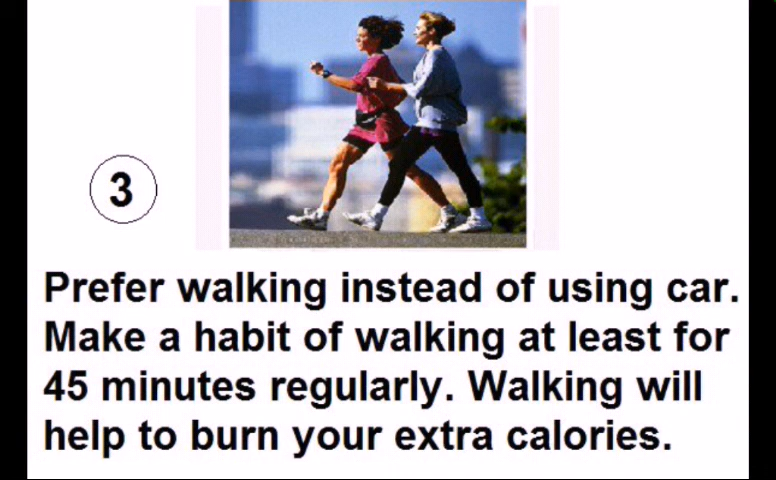 3
Prefer walking instead of using car.
Make a habit of walking at least for
45 minutes regularly. Walking will
help to burn your extra calories.